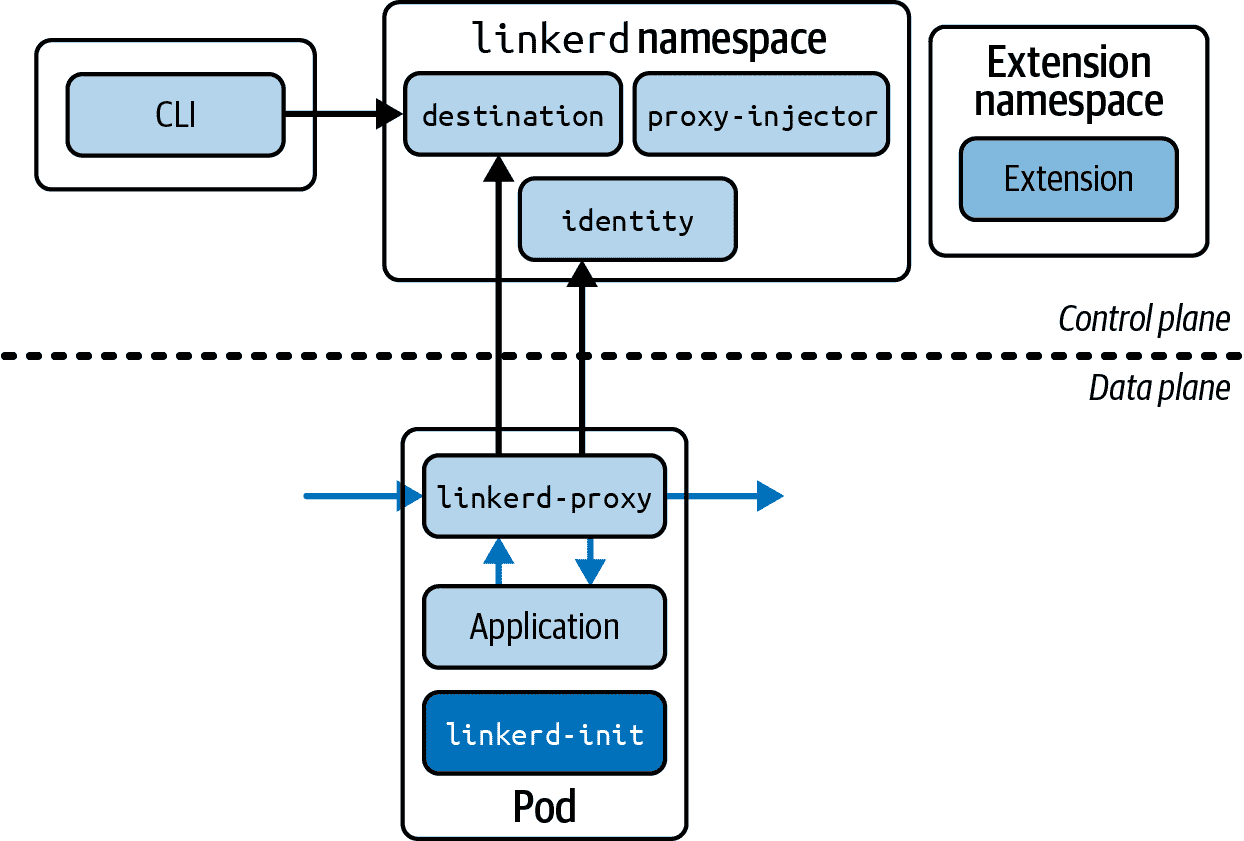 linkerd namespace
CLI
destination
proxy-injector
identity
Extension
namespace
Extension
Control plane
Data plane
linkerd-proxy
Application
linkerd-init
Pod